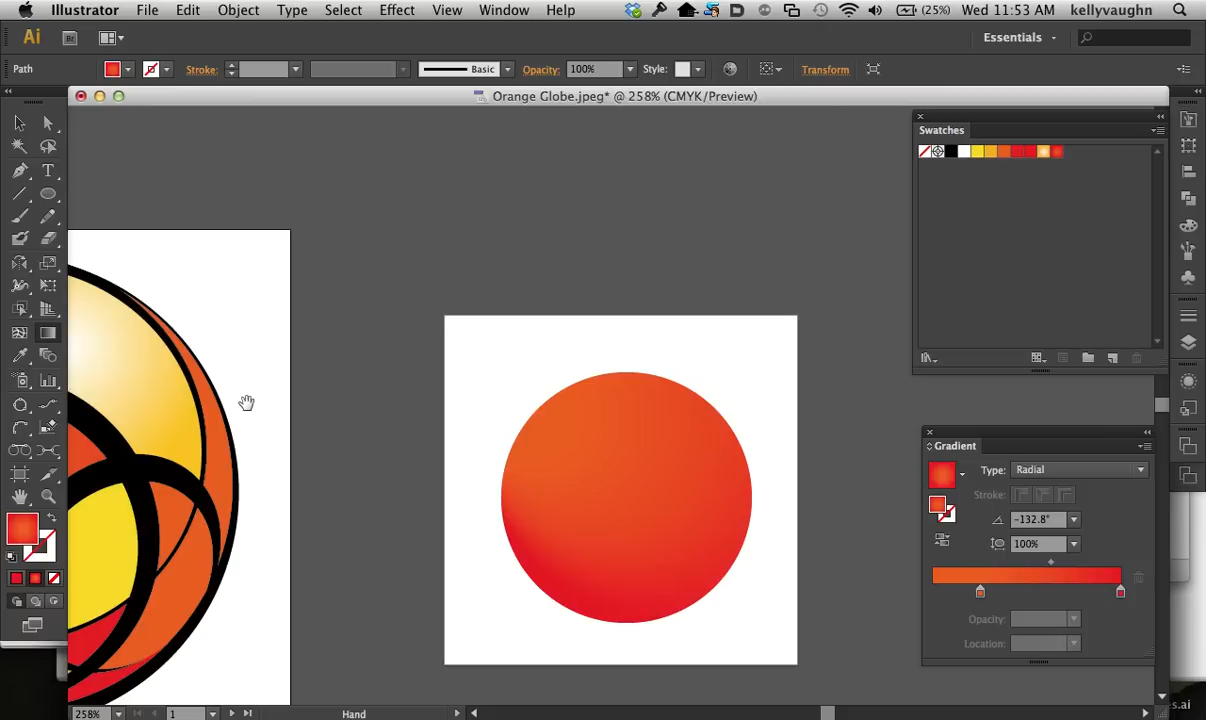 Illustrator File Edit Object Type Select Effect View Window Help (25%) Wed 11:53 AM kellyvaughn
Ai Br Essentials
Path Stroke: Basic Opacity: 100% Style: Transform
Orange Globe.jpeg* @ 258% (CMYK/Preview)
Swatches
Gradient
Type: Radial
Stroke:
-132.8°
100%
Opacity:
Location:
258% 1 Hand
s.ai